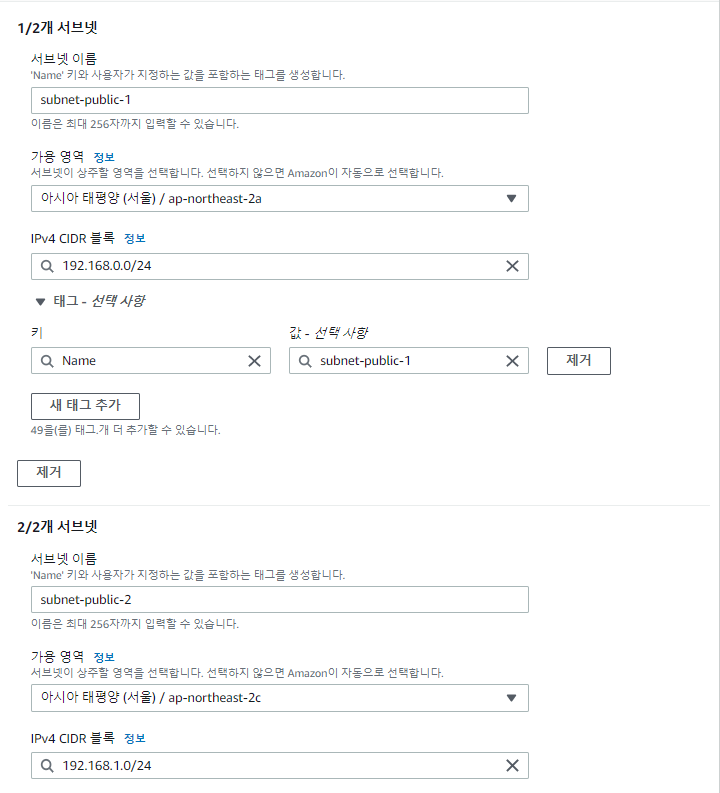 1/2개 서브넷
서브넷 이름
'Name' 키와 사용자가 지정하는 값을 포함하는 태그를 생성합니다.
subnet-public-1
이름은 최대 256자까지 입력할 수 있습니다.
가용 영역 정보
서브넷이 상주할 영역을 선택합니다. 선택하지 않으면 Amazon이 자동으로 선택합니다.
아시아 태평양 (서울) / ap-northeast-2a
IPv4 CIDR 블록 정보
192.168.0.0/24
태그 - 선택 사항
키 값 - 선택 사항
Name subnet-public-1 제거
새 태그 추가
49을(를) 태그.개 더 추가할 수 있습니다.
제거
2/2개 서브넷
서브넷 이름
'Name' 키와 사용자가 지정하는 값을 포함하는 태그를 생성합니다.
subnet-public-2
이름은 최대 256자까지 입력할 수 있습니다.
가용 영역 정보
서브넷이 상주할 영역을 선택합니다. 선택하지 않으면 Amazon이 자동으로 선택합니다.
아시아 태평양 (서울) / ap-northeast-2c
IPv4 CIDR 블록 정보
192.168.1.0/24